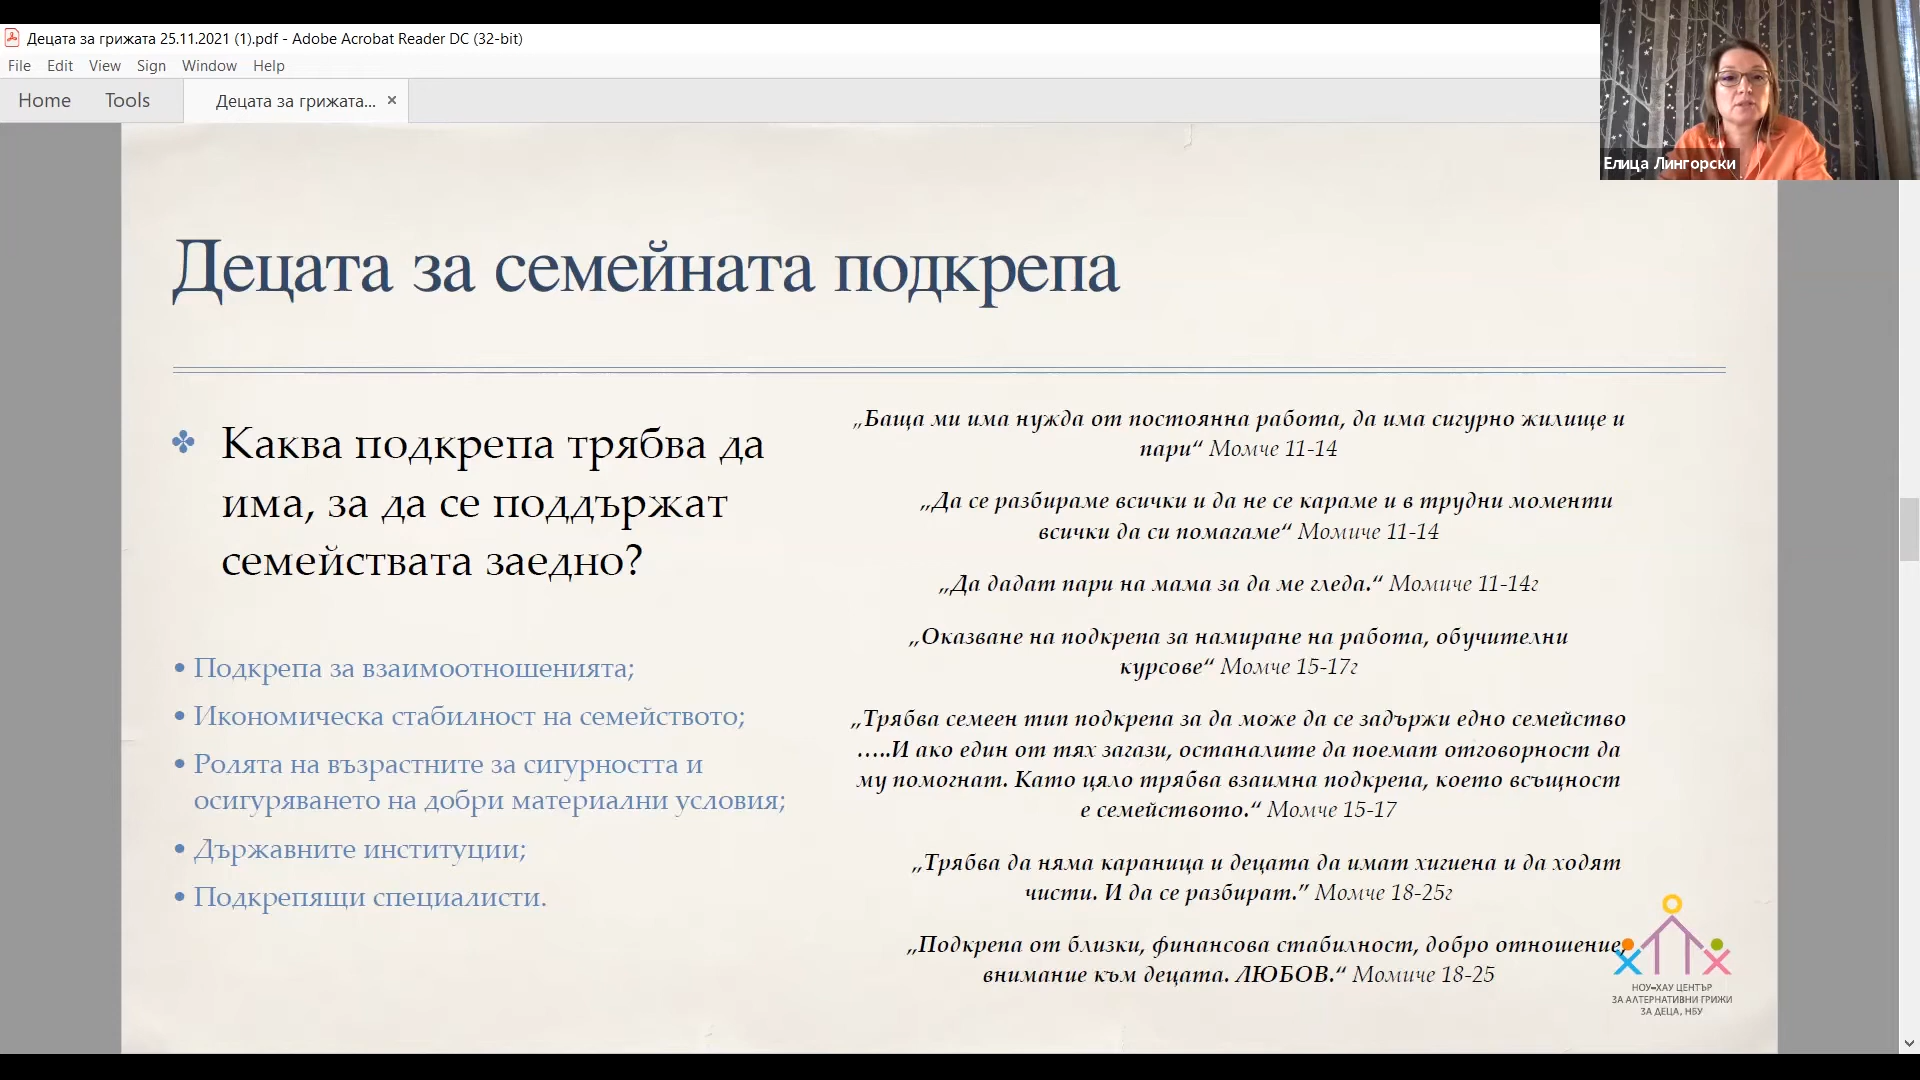 Децата за грижата 25.11.2021 (1).pdf - Adobe Acrobat Reader DC (32-bit)
File Edit View Sign Window Help
Home Tools Децата за грижата... ×
Елица Лингорски
Децата за семейната подкрепа
Каква подкрепа трябва да
има, за да се поддържат
семействата заедно?
• Подкрепа за взаимоотношенията;
• Икономическа стабилност на семейството;
• Ролята на възрастните за сигурността и
осигуряването на добри материални условия;
• Държавните институции;
• Подкрепящи специалисти.
„Баща ми има нужда от постоянна работа, да има сигурно жилище и
пари“ Момче 11-14
„Да се разбираме всички и да не се караме и в трудни моменти
всички да си помагаме“ Момиче 11-14
„Да дадат пари на мама за да ме гледа.“ Момиче 11-14г
„Оказване на подкрепа за намиране на работа, обучителни
курсове“ Момче 15-17г
„Трябва семеен тип подкрепа за да може да се задържи едно семейство
…..И ако един от тях загази, останалите да поемат отговорност да
му помогнат. Като цяло трябва взаимна подкрепа, което всъщност
е семейството.“ Момче 15-17
„Трябва да няма караница и децата да имат хигиена и да ходят
чисти. И да се разбират.” Момче 18-25г
„Подкрепа от близки, финансова стабилност, добро отношение,
внимание към децата. ЛЮБОВ.“ Момиче 18-25
НОУ-ХАУ ЦЕНТЪР
ЗА АЛТЕРНАТИВНИ ГРИЖИ
ЗА ДЕЦА, НБУ